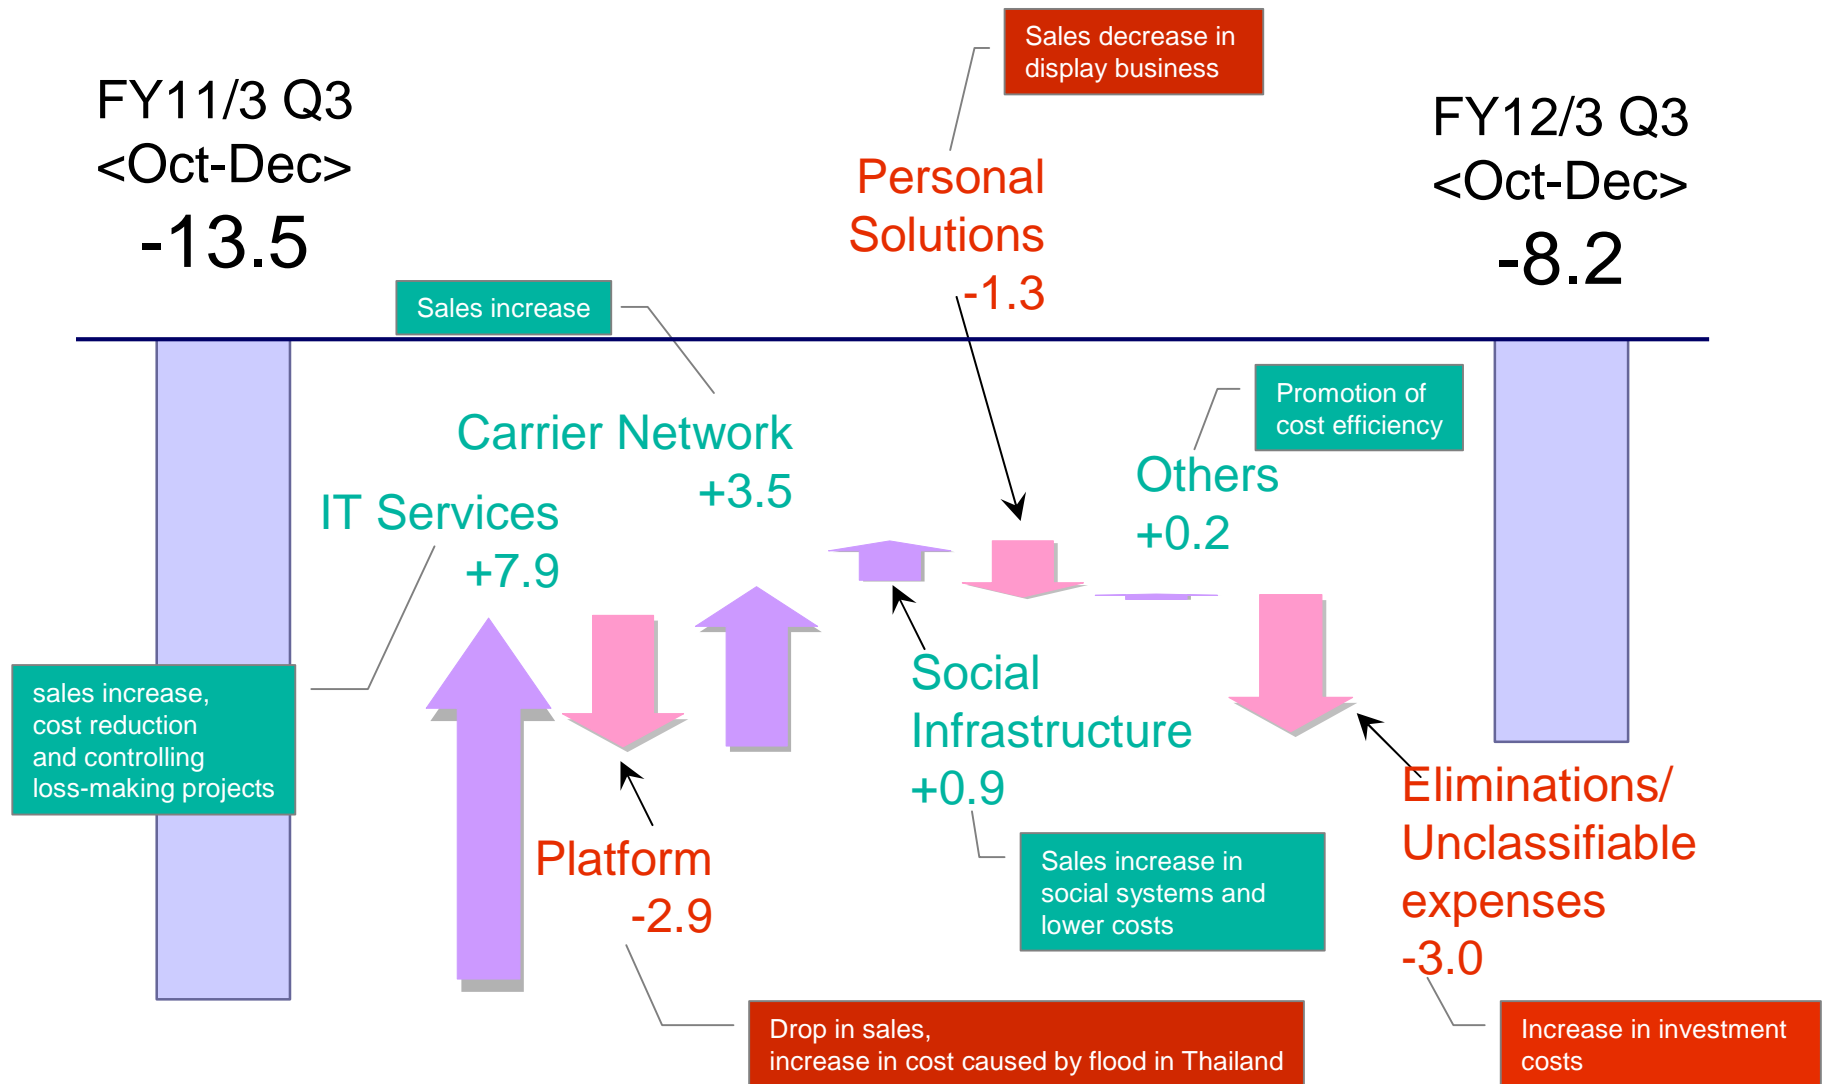 Sales decrease in
display business
FY11/3 Q3
<Oct-Dec>
-13.5
FY12/3 Q3
<Oct-Dec>
-8.2
Personal
Solutions
-1.3
Sales increase
Carrier Network
+3.5
Promotion of
cost efficiency
Others
+0.2
IT Services
+7.9
sales increase,
cost reduction
and controlling
loss-making projects
Social
Infrastructure
+0.9
Platform
-2.9
Sales increase in
social systems and
lower costs
Eliminations/
Unclassifiable
expenses
-3.0
Drop in sales,
increase in cost caused by flood in Thailand
Increase in investment
costs